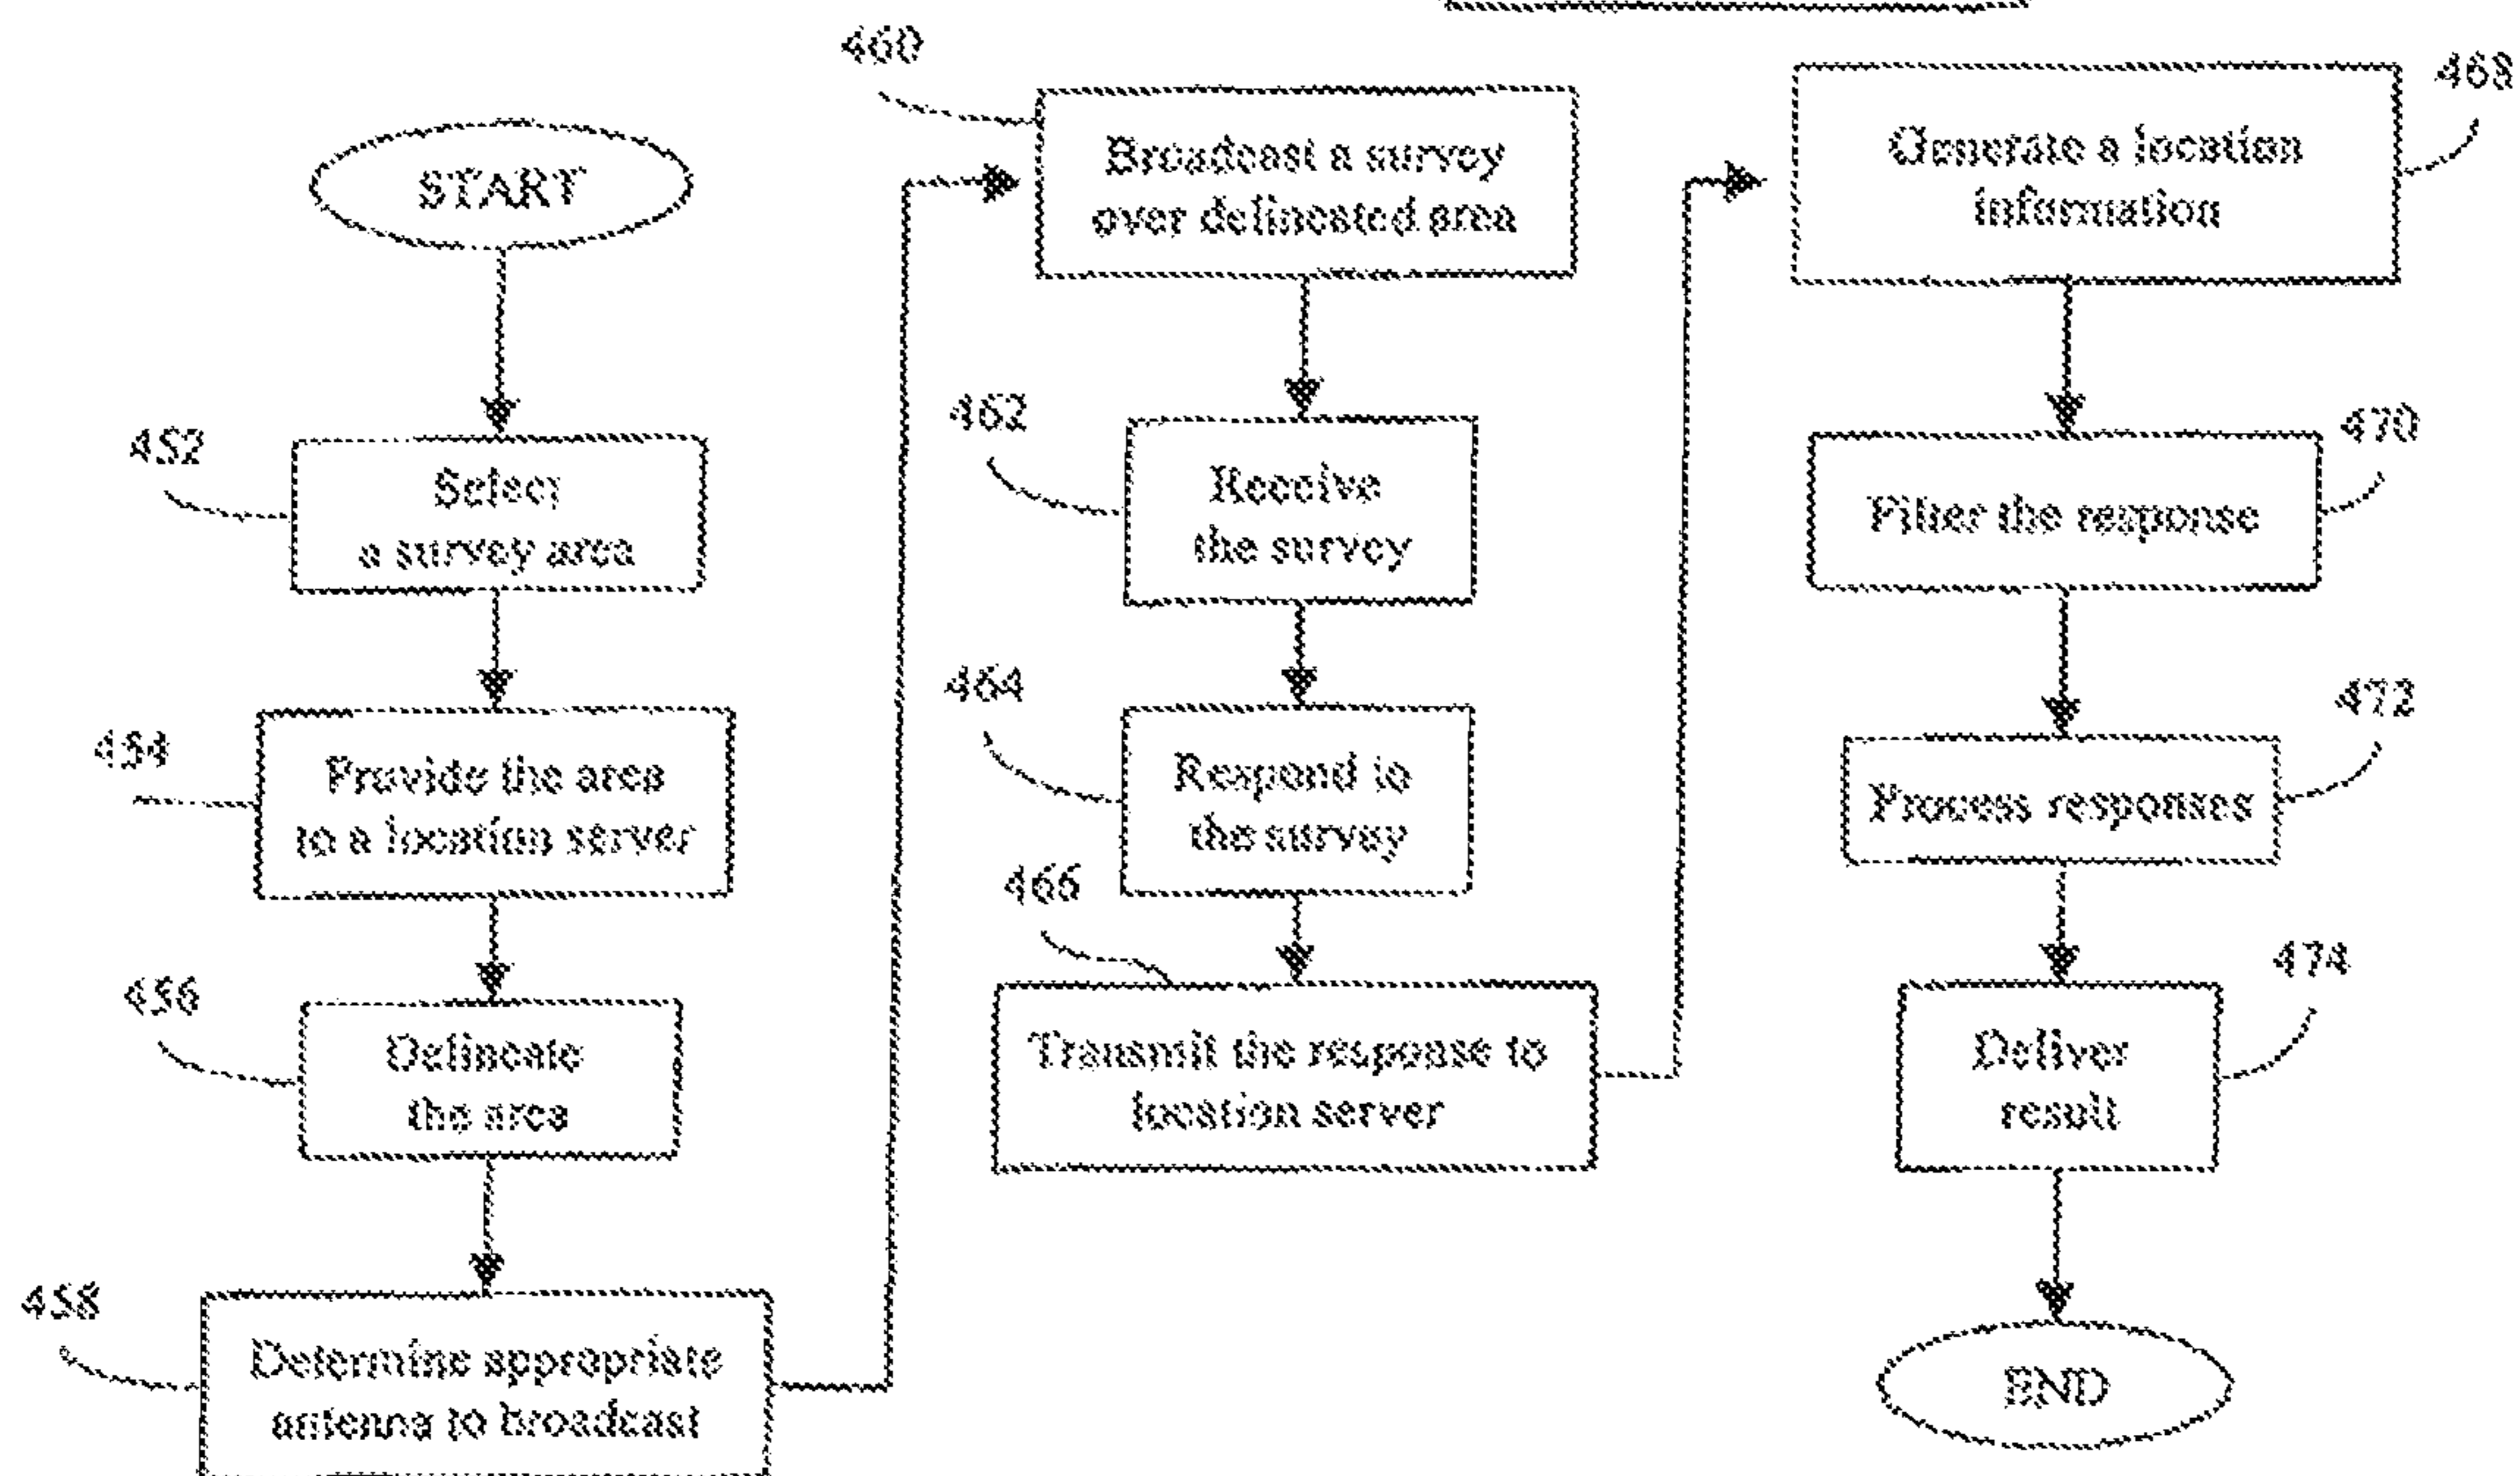 START
452
Select
a survey area
454
Provide the area
to a location server
456
Delineate
the area
458
Determine appropriate
antenna to broadcast
460
Broadcast a survey
over delineated area
462
Receive
the survey
464
Respond to
the survey
466
Transmit the response to
location server
468
Generate a location
information
470
Filter the response
472
Process responses
474
Deliver
result
END